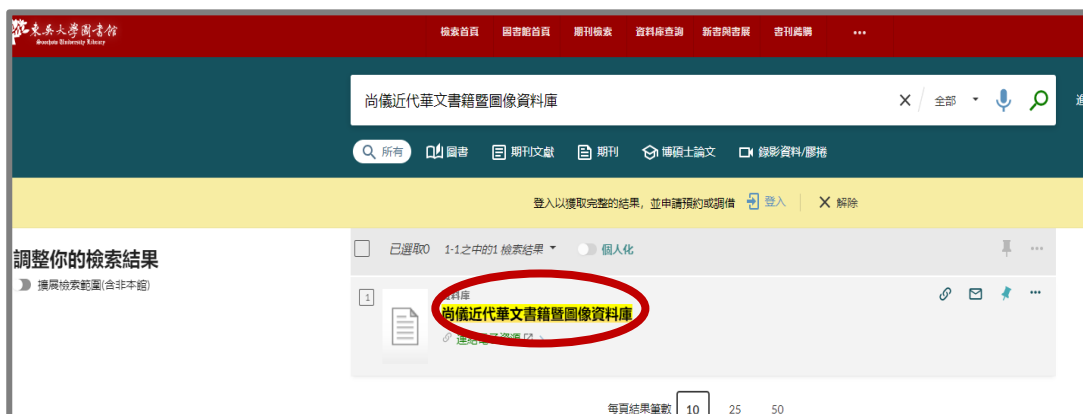 東吳大學圖書館
Soochow University Library
檢索首頁 圖書館首頁 期刊檢索 資料庫查詢 新書與書展 書刊薦購 •••
尚儀近代華文書籍暨圖像資料庫
全部
進
所有 圖書 期刊文獻 期刊 博碩士論文 錄影資料/膠捲
登入以獲取完整的結果，並申請預約或調借 登入 解除
調整你的檢索結果
擴展檢索範圍(含非本館)
已選取0 1-1之中的1 檢索結果 個人化
1
資料庫
尚儀近代華文書籍暨圖像資料庫
連結電子資源
每頁結果筆數 10 25 50